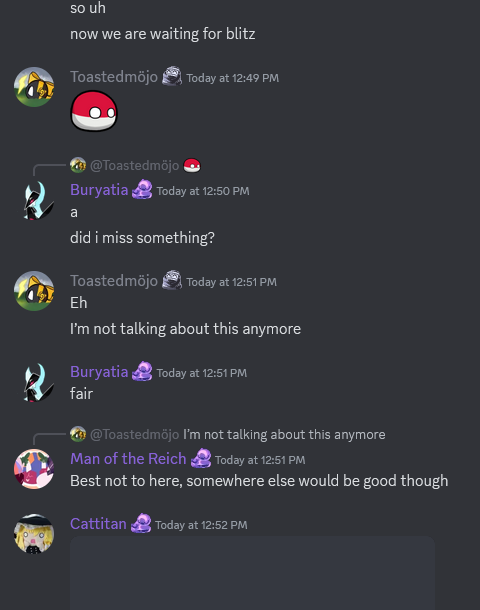 so uh
now we are waiting for blitz
Toastedmöjo Today at 12:49 PM
@Toastedmöjo
Buryatia Today at 12:50 PM
a
did i miss something?
Toastedmöjo Today at 12:51 PM
Eh
I'm not talking about this anymore
Buryatia Today at 12:51 PM
fair
@Toastedmöjo I'm not talking about this anymore
Man of the Reich Today at 12:51 PM
Best not to here, somewhere else would be good though
Cattitan Today at 12:52 PM